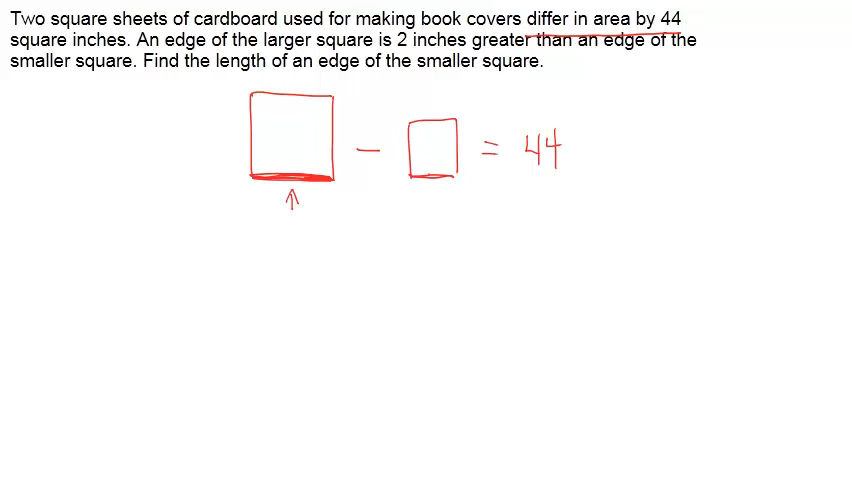 Two square sheets of cardboard used for making book covers differ in area by 44
square inches. An edge of the larger square is 2 inches greater than an edge of the
smaller square. Find the length of an edge of the smaller square.
− = 44